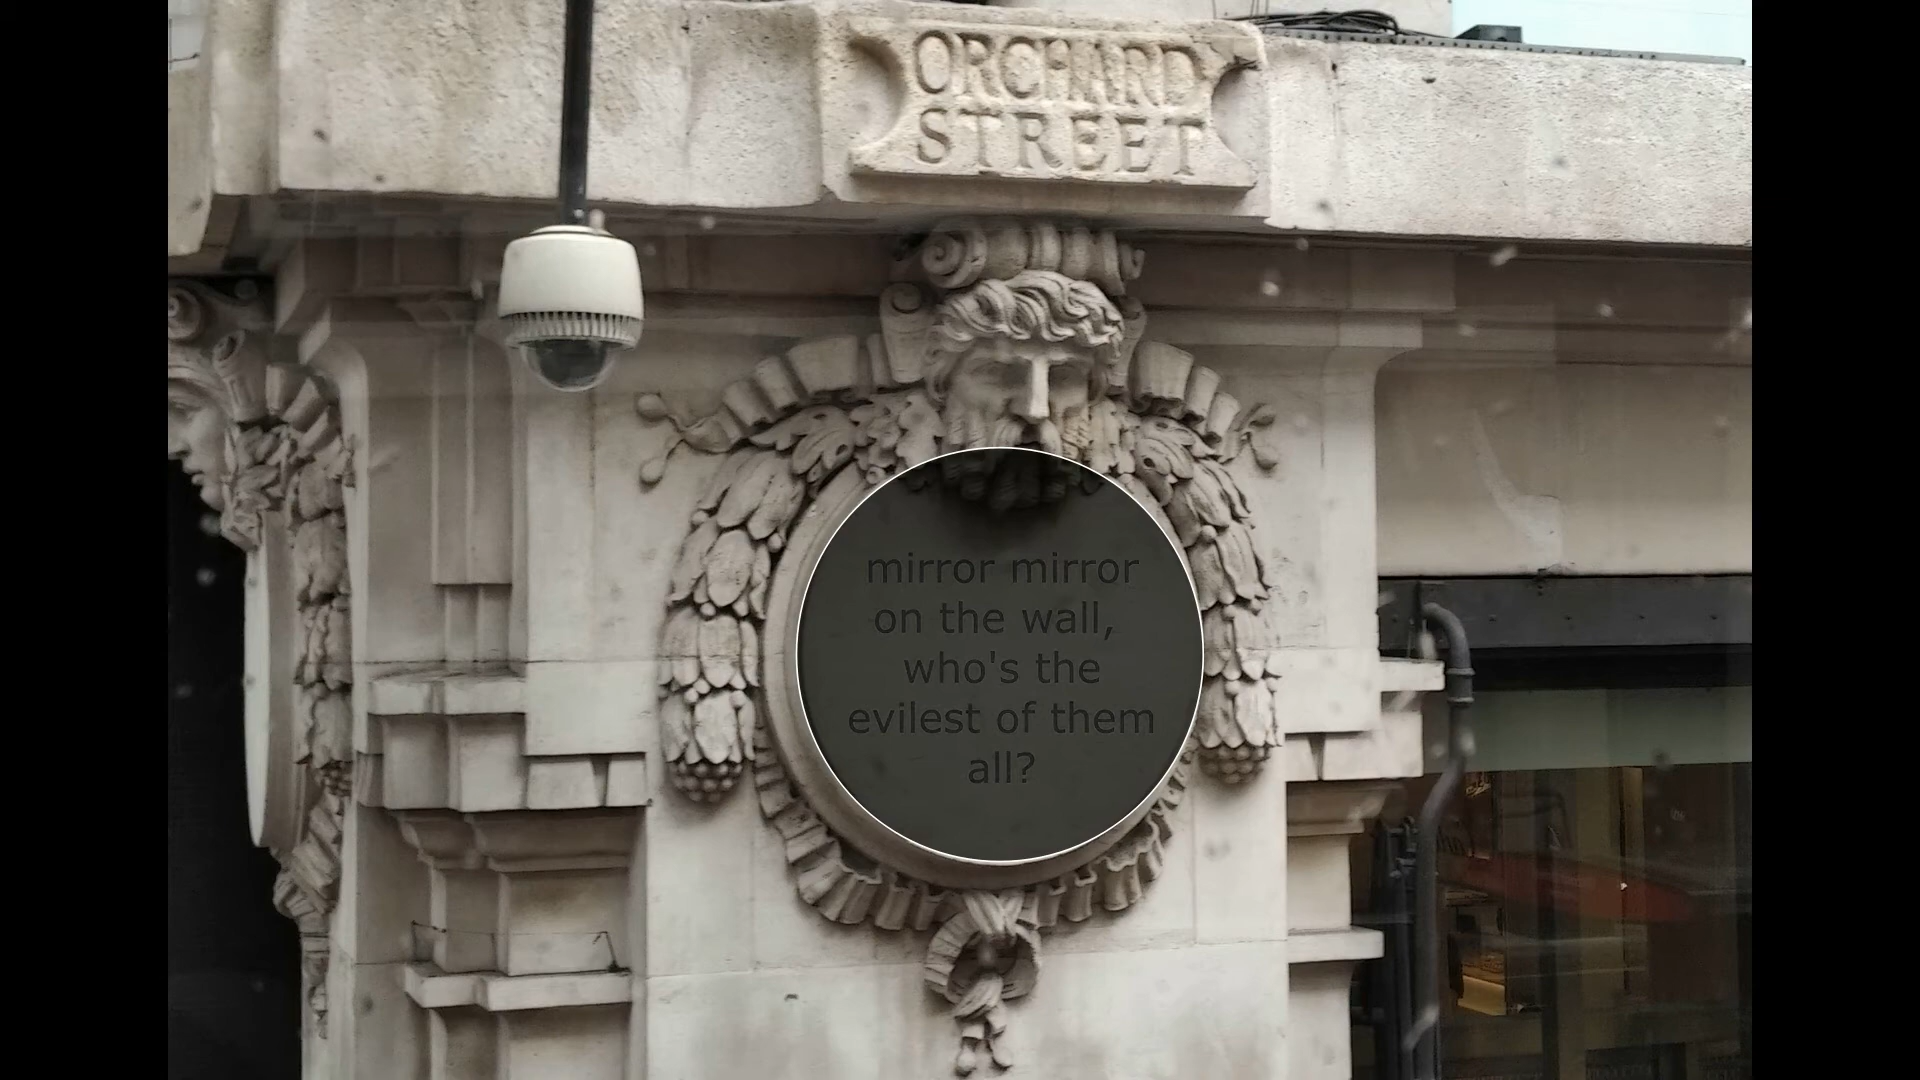 ORCHARD
STREET
mirror mirror
on the wall,
who's the
evilest of them
all?